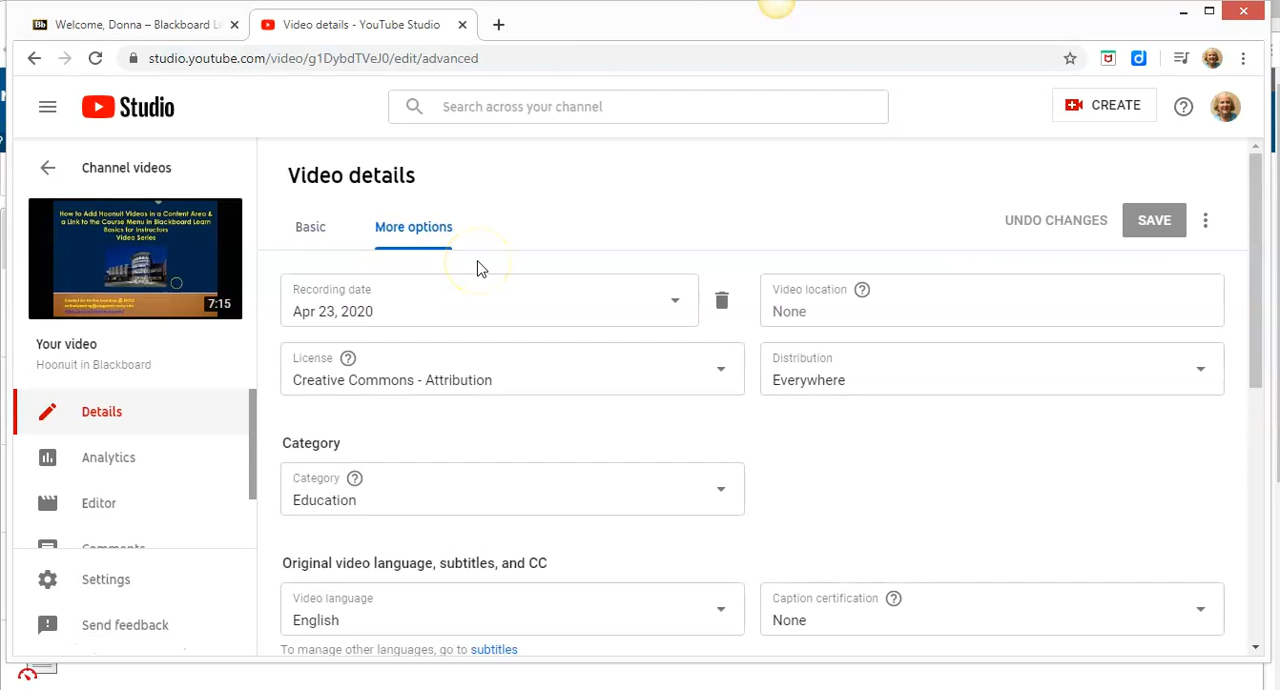 Bb Welcome, Donna – Blackboard Le
Video details - YouTube Studio
studio.youtube.com/video/g1DybdTVeJ0/edit/advanced
Studio
Search across your channel
CREATE
Channel videos
How to Add Hoonuit Videos in a Content Area &
a Link to the Course Menu in Blackboard Learn
Basics for Instructors
Video Series
7:15
Your video
Hoonuit in Blackboard
Details
Analytics
Editor
Comments
Settings
Send feedback
Video details
Basic
More options
UNDO CHANGES
SAVE
Recording date
Apr 23, 2020
Video location
None
License
Creative Commons - Attribution
Distribution
Everywhere
Category
Category
Education
Original video language, subtitles, and CC
Video language
English
Caption certification
None
To manage other languages, go to subtitles